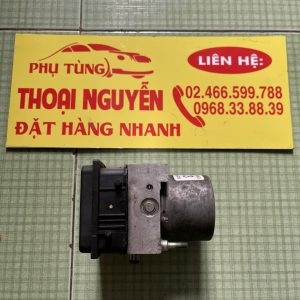 PHỤ TÙNG
THOẠI NGUYỄN
ĐẶT HÀNG NHANH
LIÊN HỆ:
02.466.599.788
0968.33.88.39